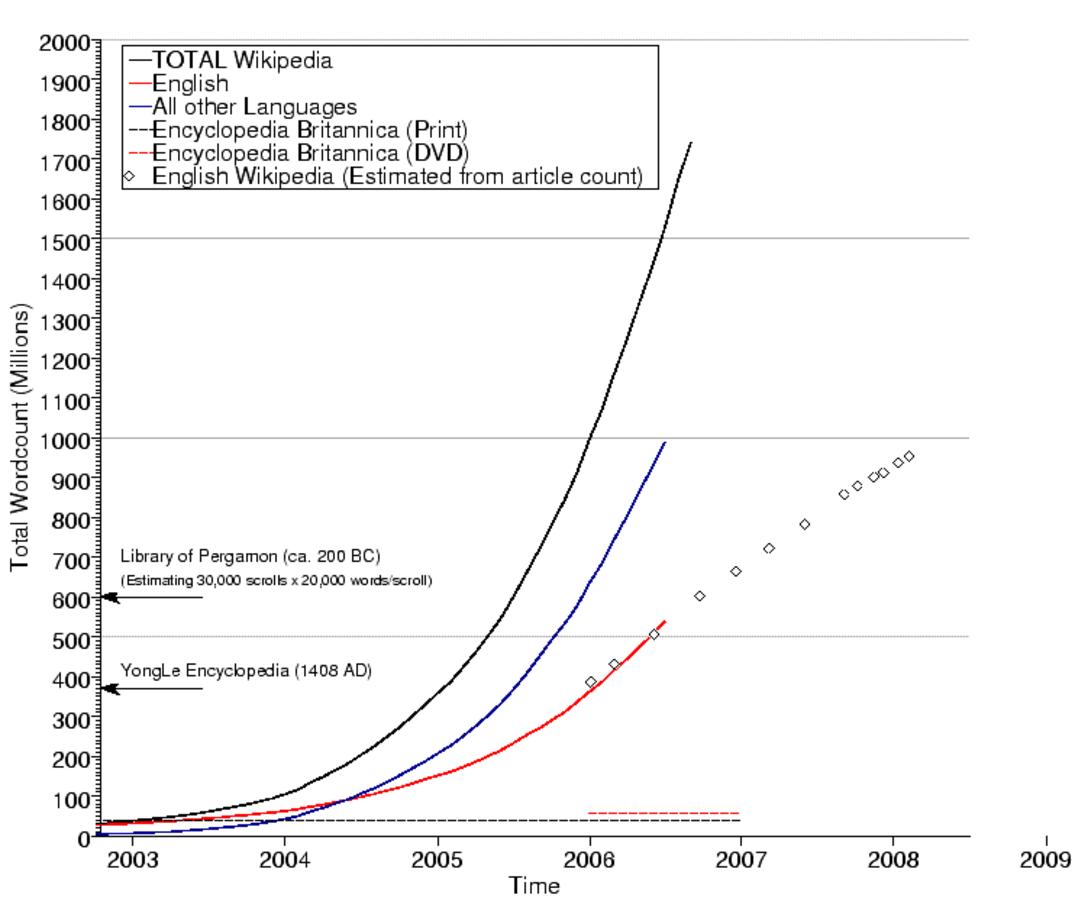 2000
1900
1800
1700
1600
1500
1400
1300
1200
1100
1000
900
800
700
600
500
400
300
200
100
0
Total Wordcount (Millions)
TOTAL Wikipedia
English
All other Languages
Encyclopedia Britannica (Print)
Encyclopedia Britannica (DVD)
English Wikipedia (Estimated from article count)
Library of Pergamon (ca. 200 BC)
(Estimating 30,000 scrolls x 20,000 words/scroll)
YongLe Encyclopedia (1408 AD)
2003 2004 2005 2006 2007 2008 2009
Time